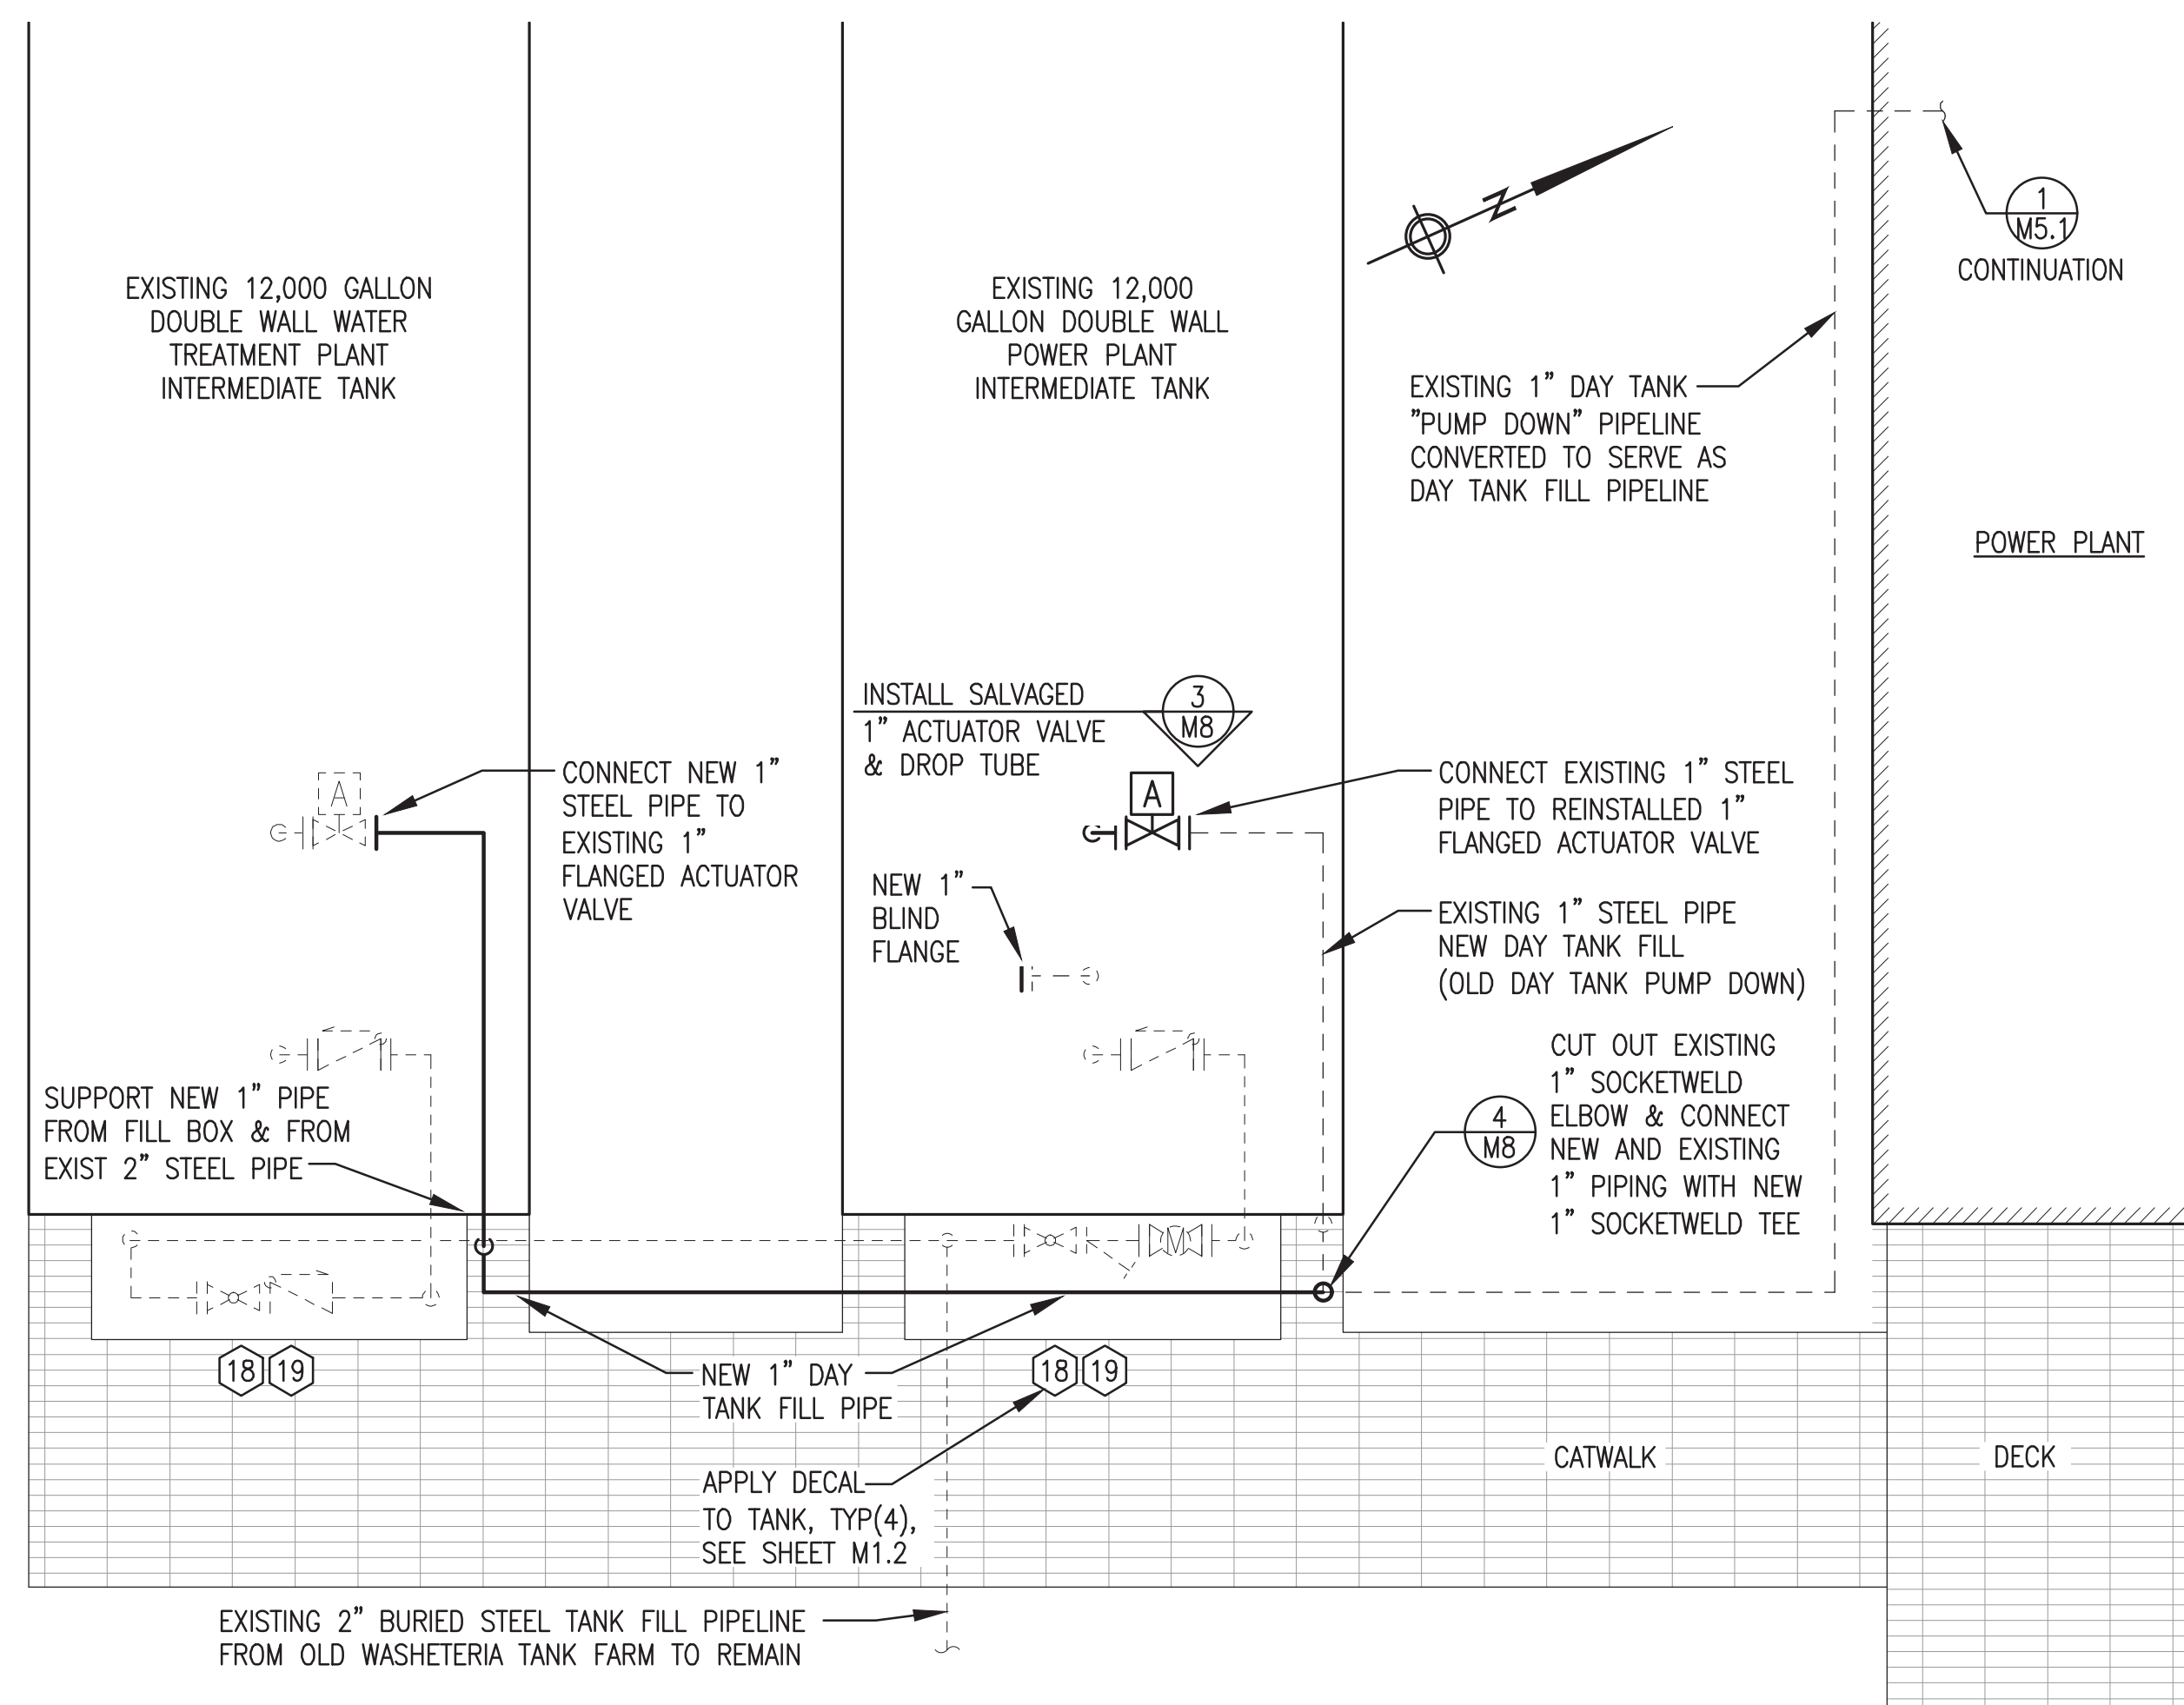 EXISTING 12,000 GALLON
DOUBLE WALL WATER
TREATMENT PLANT
INTERMEDIATE TANK
EXISTING 12,000
GALLON DOUBLE WALL
POWER PLANT
INTERMEDIATE TANK
N
1
M5.1
CONTINUATION
EXISTING 1” DAY TANK
”PUMP DOWN” PIPELINE
CONVERTED TO SERVE AS
DAY TANK FILL PIPELINE
POWER PLANT
INSTALL SALVAGED
1” ACTUATOR VALVE
& DROP TUBE
3
M8
A
CONNECT NEW 1”
STEEL PIPE TO
EXISTING 1”
FLANGED ACTUATOR
VALVE
A
CONNECT EXISTING 1” STEEL
PIPE TO REINSTALLED 1”
FLANGED ACTUATOR VALVE
NEW 1”
BLIND
FLANGE
EXISTING 1” STEEL PIPE
NEW DAY TANK FILL
(OLD DAY TANK PUMP DOWN)
SUPPORT NEW 1” PIPE
FROM FILL BOX & FROM
EXIST 2” STEEL PIPE
4
M8
CUT OUT EXISTING
1” SOCKETWELD
ELBOW & CONNECT
NEW AND EXISTING
1” PIPING WITH NEW
1” SOCKETWELD TEE
M
18 19
NEW 1” DAY
TANK FILL PIPE
18 19
APPLY DECAL
TO TANK, TYP(4),
SEE SHEET M1.2
CATWALK
DECK
EXISTING 2” BURIED STEEL TANK FILL PIPELINE
FROM OLD WASHETERIA TANK FARM TO REMAIN